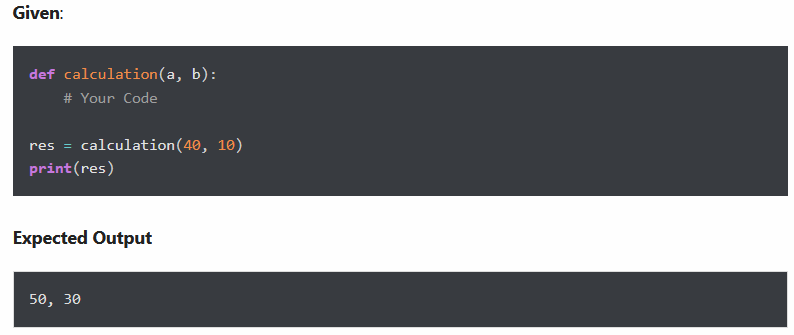 Given:
def calculation(a, b):
    # Your Code
res = calculation(40, 10)
print(res)
Expected Output
50, 30